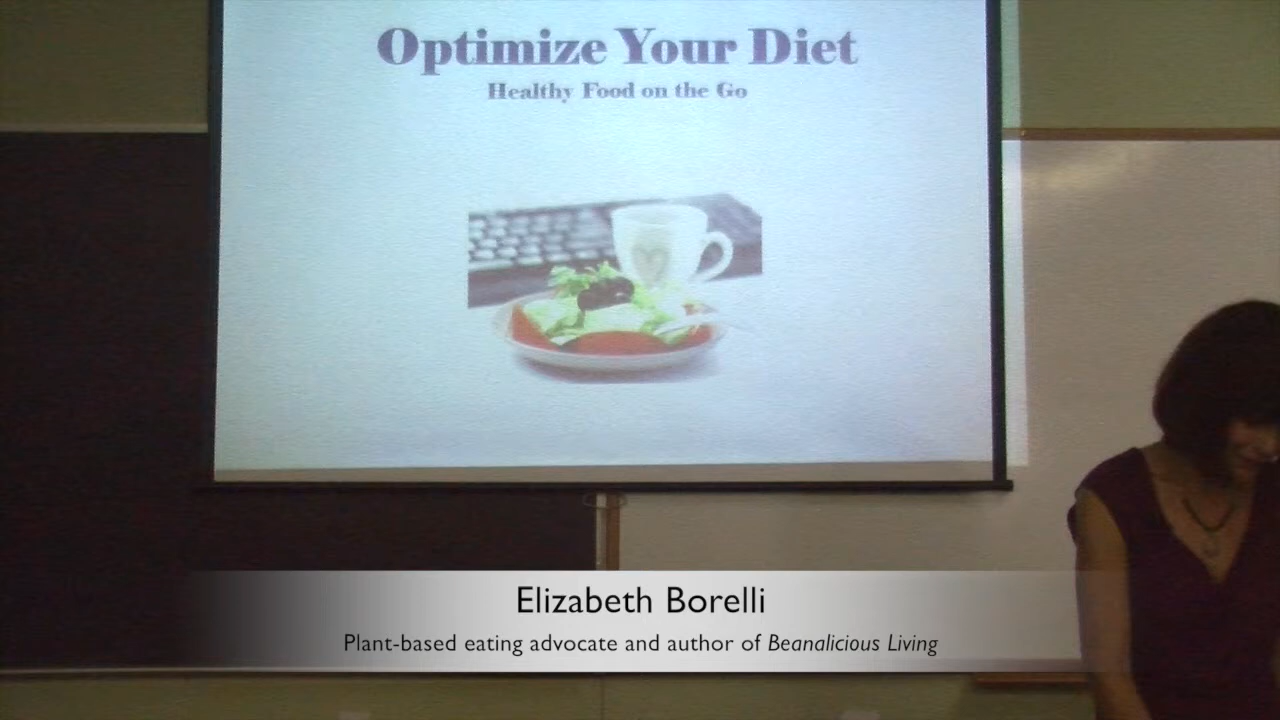 Optimize Your Diet
Healthy Food on the Go
Elizabeth Borelli
Plant-based eating advocate and author of Beanalicious Living